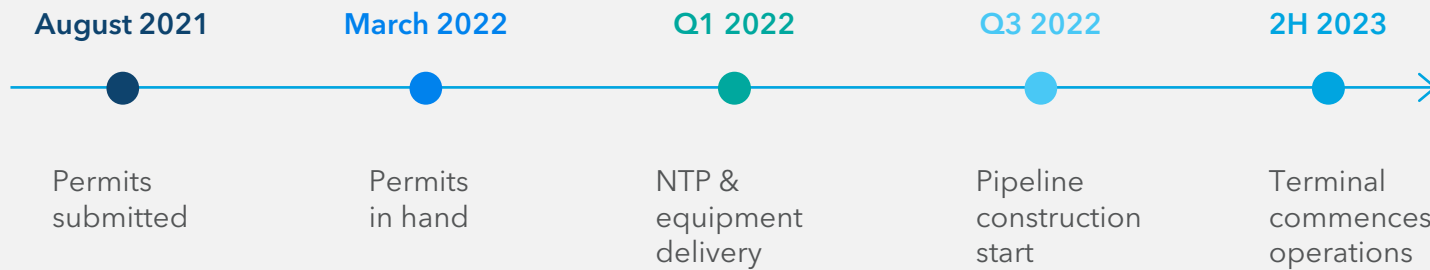 August 2021
March 2022
Q1 2022
Q3 2022
2H 2023
Permits
submitted
Permits
in hand
NTP &
equipment
delivery
Pipeline
construction
start
Terminal
commences
operations